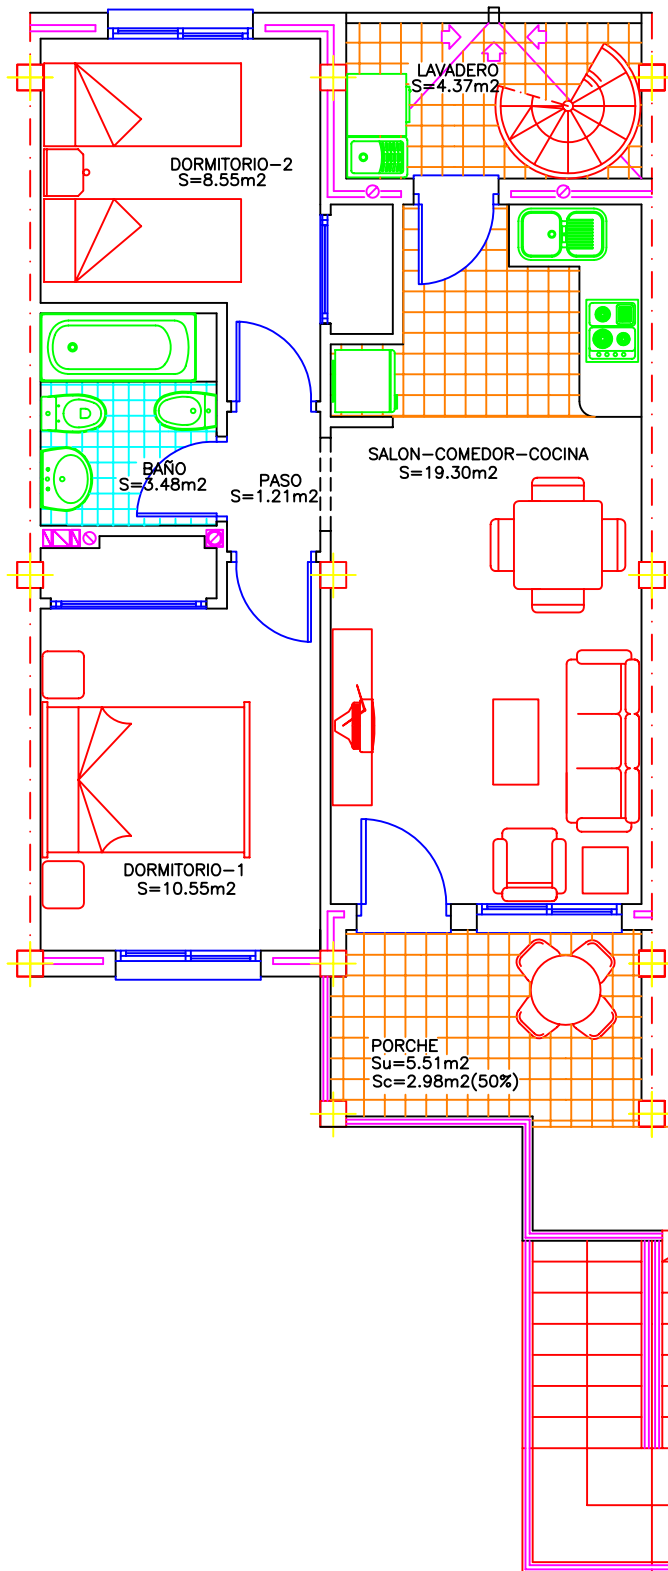 LAVADERO
S=4.37m2
DORMITORIO-2
S=8.55m2
SALON-COMEDOR-COCINA
S=19.30m2
BAÑO
S=3.48m2
PASO
S=1.21m2
DORMITORIO-1
S=10.55m2
PORCHE
Su=5.51m2
Sc=2.98m2(50%)